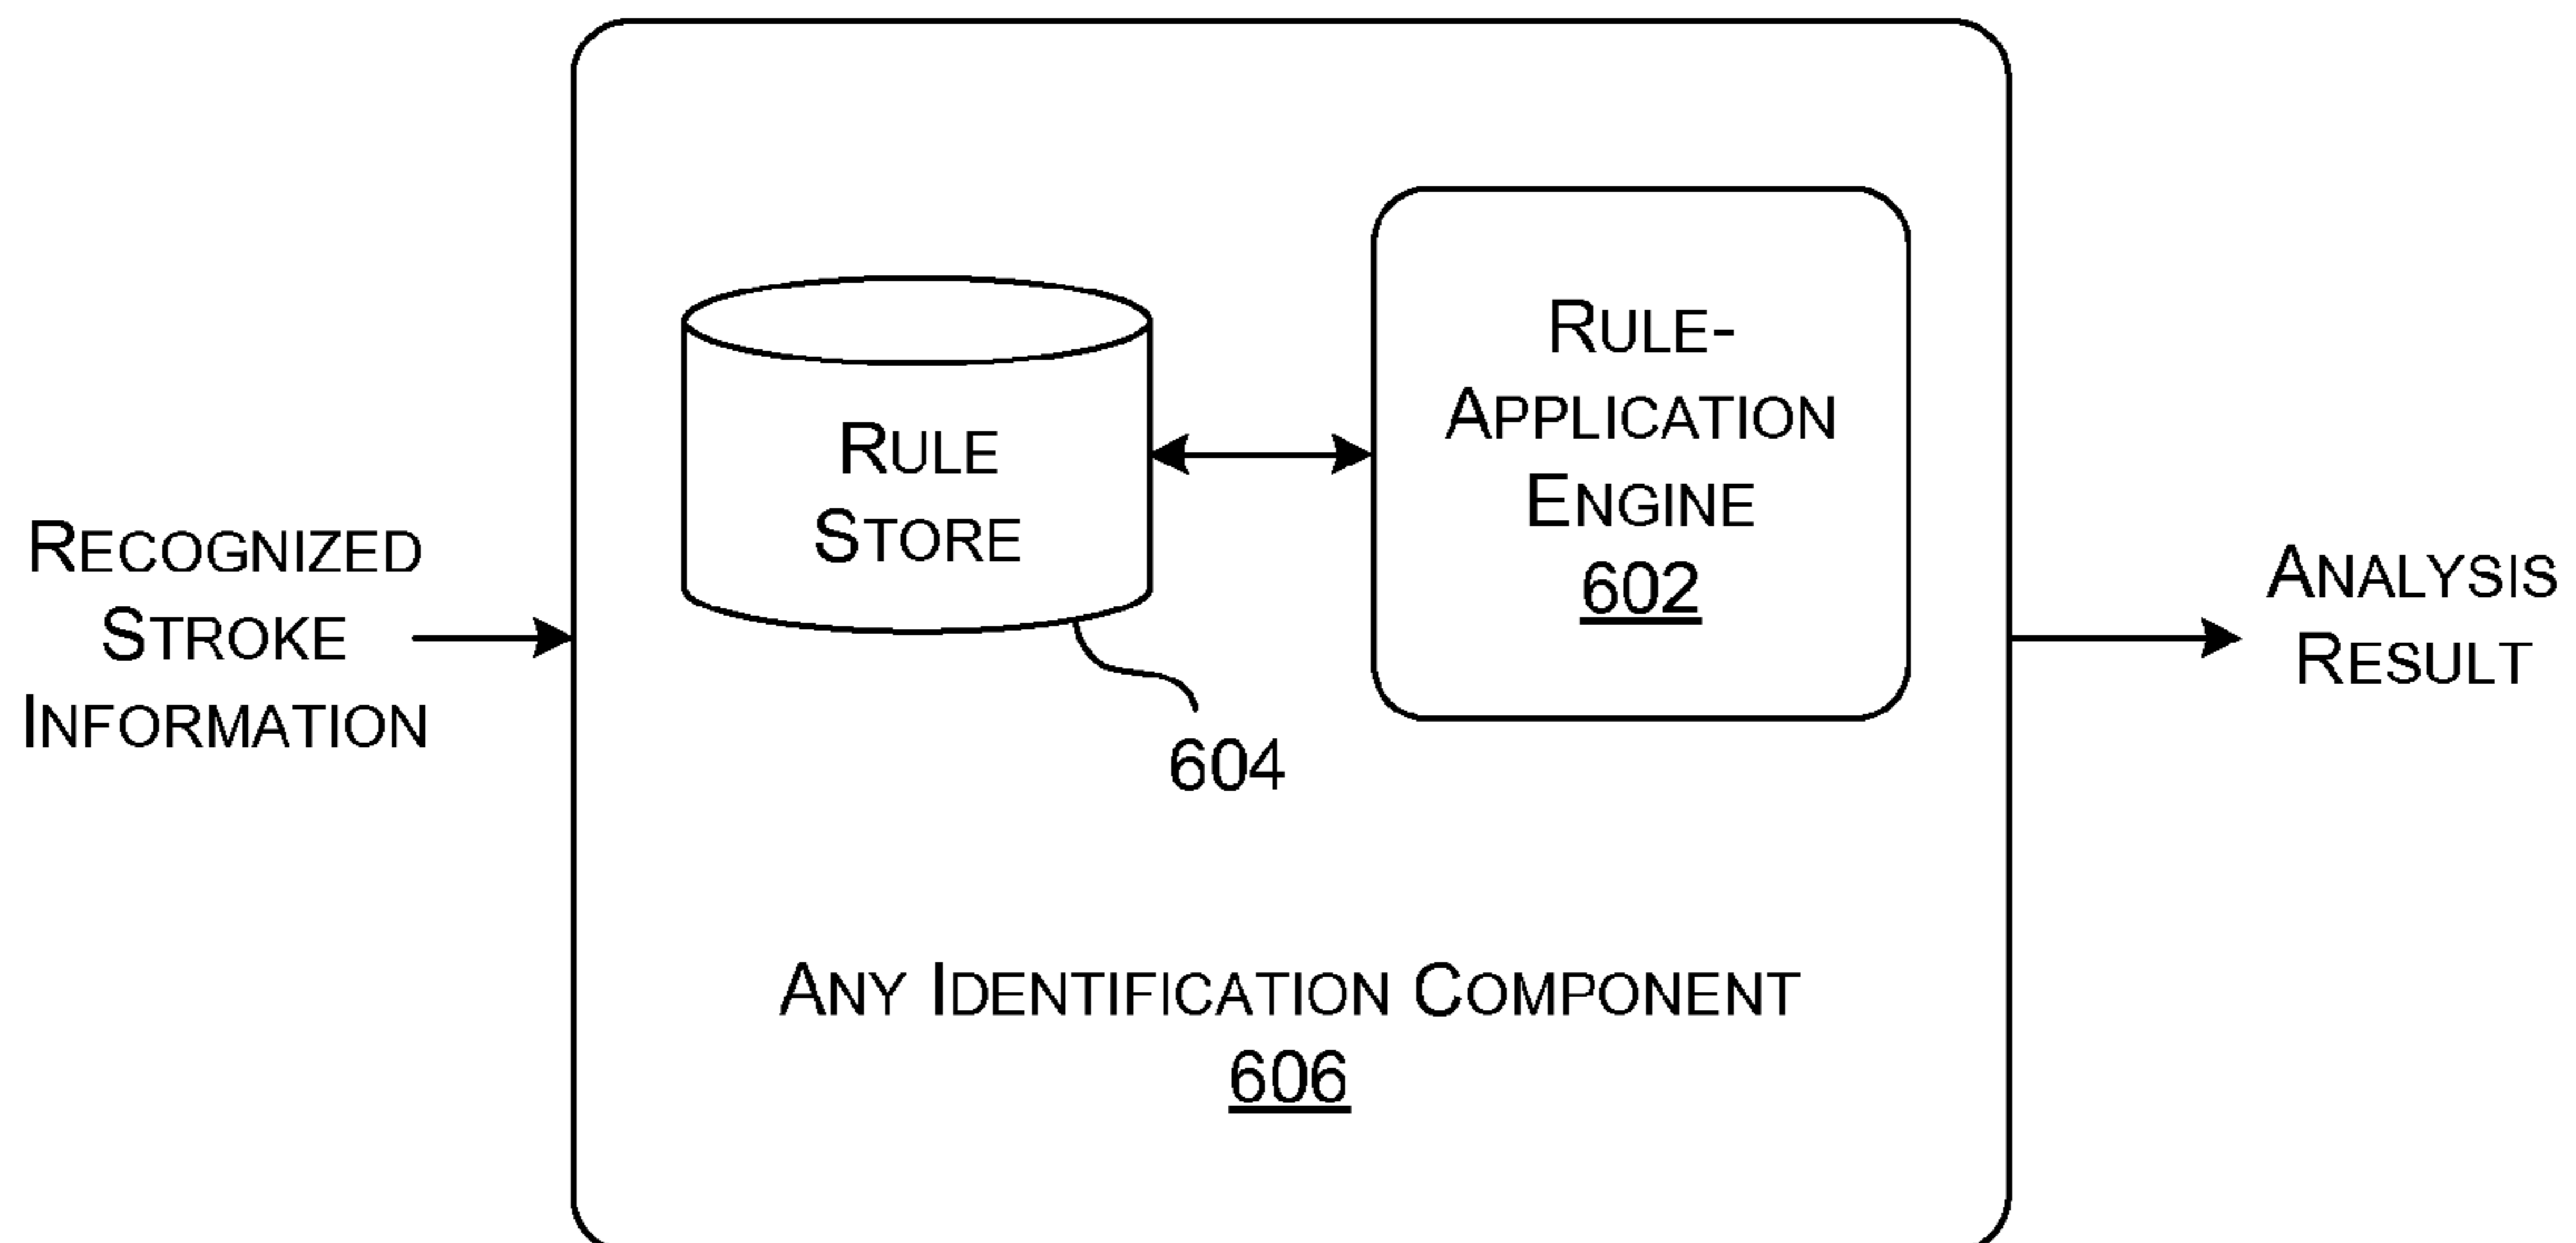 RECOGNIZED
STROKE
INFORMATION
RULE
STORE
604
RULE-
APPLICATION
ENGINE
602
ANY IDENTIFICATION COMPONENT
606
ANALYSIS
RESULT